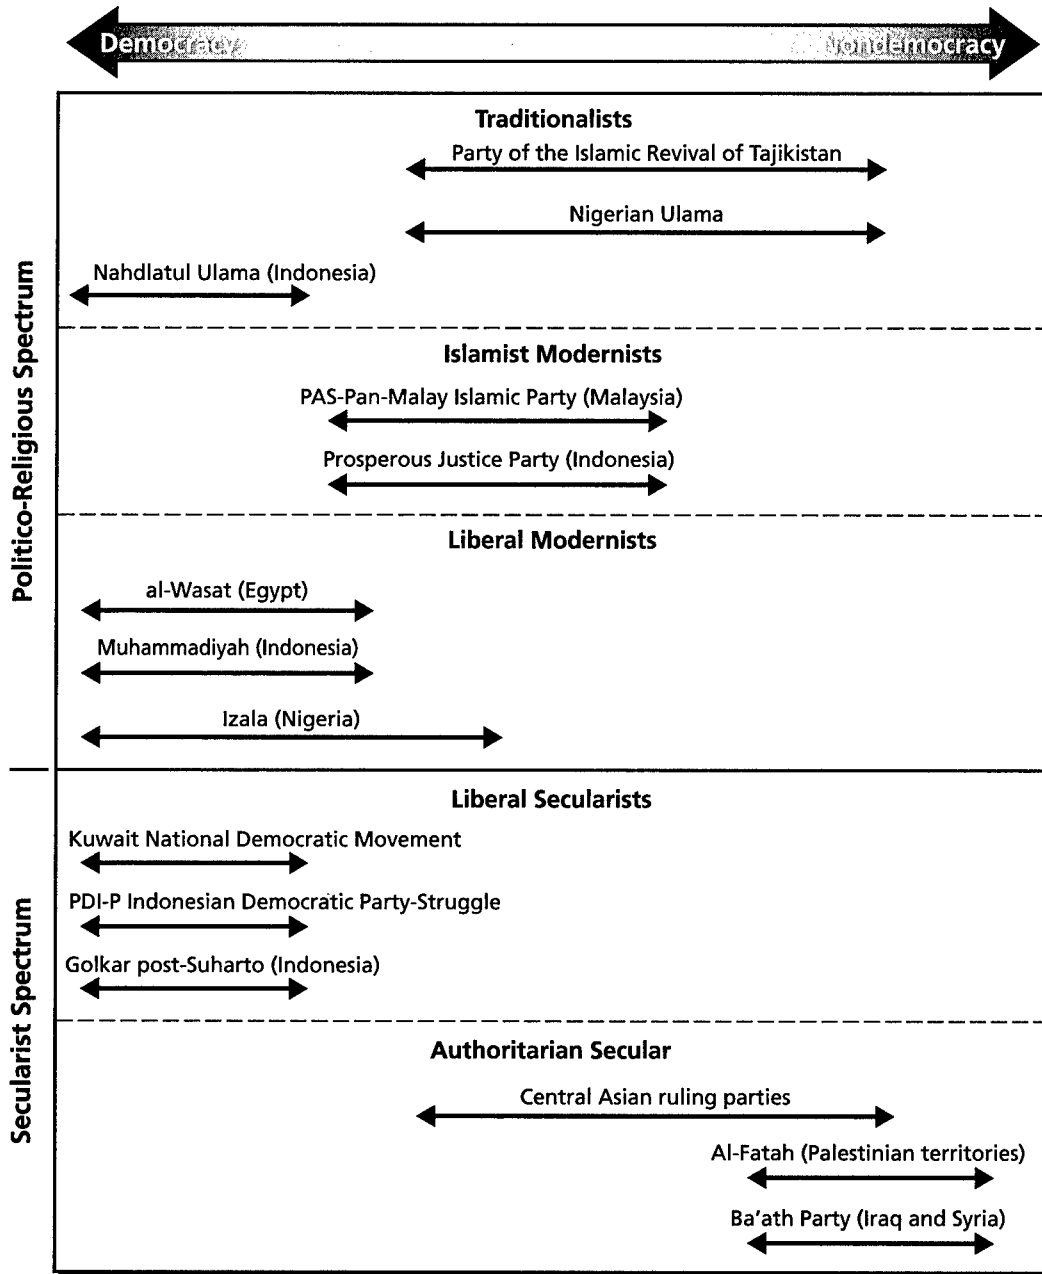 Democracy
Nondemocracy
Politico-Religious Spectrum
Traditionalists
Party of the Islamic Revival of Tajikistan
Nigerian Ulama
Nahdlatul Ulama (Indonesia)
Islamist Modernists
PAS-Pan-Malay Islamic Party (Malaysia)
Prosperous Justice Party (Indonesia)
Liberal Modernists
al-Wasat (Egypt)
Muhammadiyah (Indonesia)
Izala (Nigeria)
Secularist Spectrum
Liberal Secularists
Kuwait National Democratic Movement
PDI-P Indonesian Democratic Party-Struggle
Golkar post-Suharto (Indonesia)
Authoritarian Secular
Central Asian ruling parties
Al-Fatah (Palestinian territories)
Ba'ath Party (Iraq and Syria)